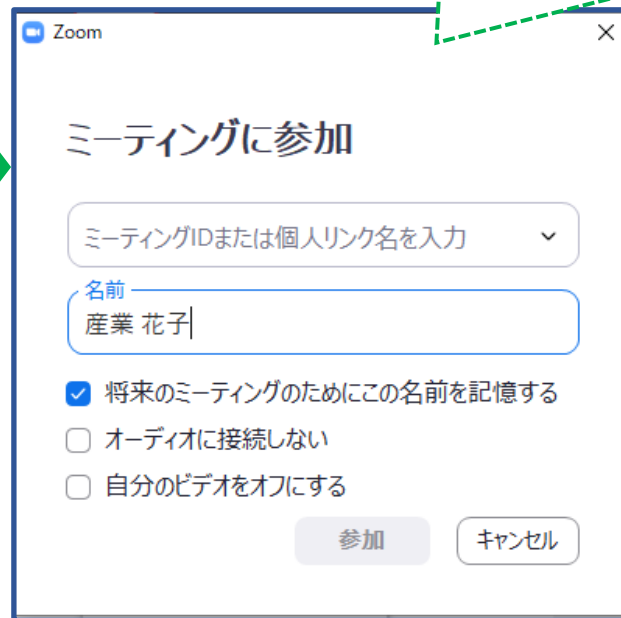 Zoom
ミーティングに参加
ミーティングIDまたは個人リンク名を入力
名前
産業 花子
将来のミーティングのためにこの名前を記憶する
オーディオに接続しない
自分のビデオをオフにする
参加
キャンセル